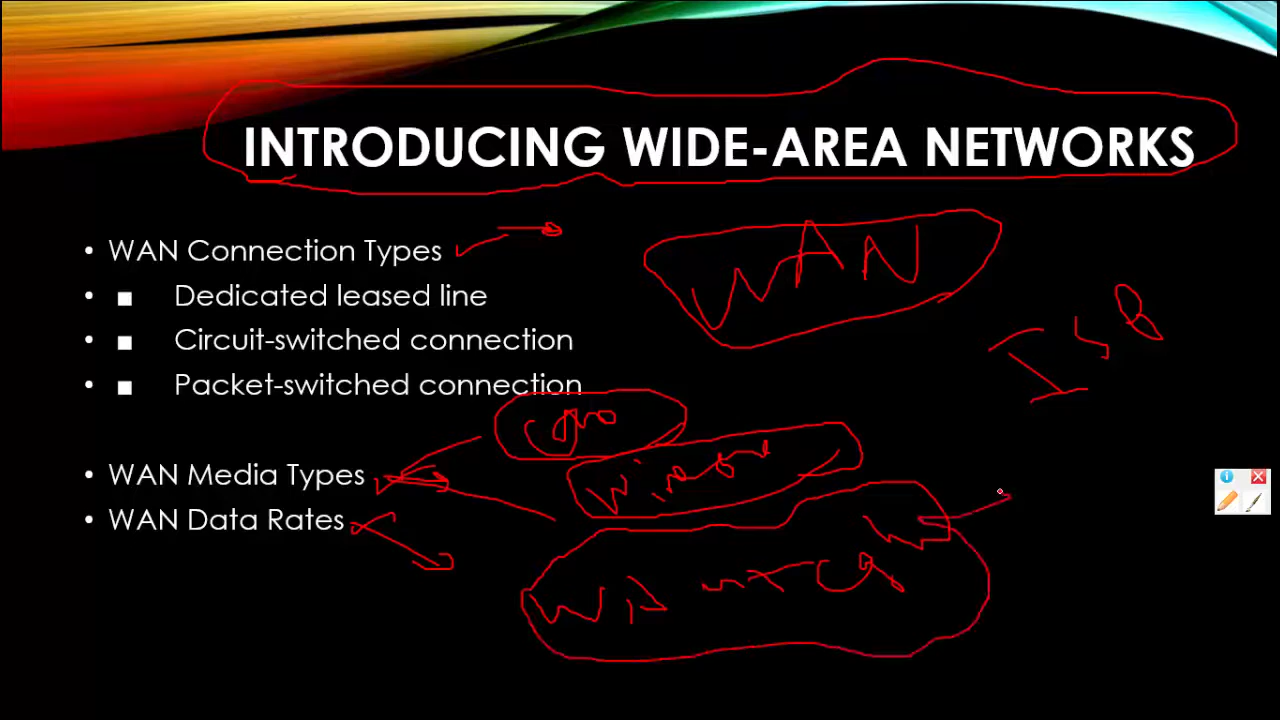 INTRODUCING WIDE-AREA NETWORKS
• WAN Connection Types
WAN
• ■ Dedicated leased line
• ■ Circuit-switched connection
• ■ Packet-switched connection
• WAN Media Types
• WAN Data Rates